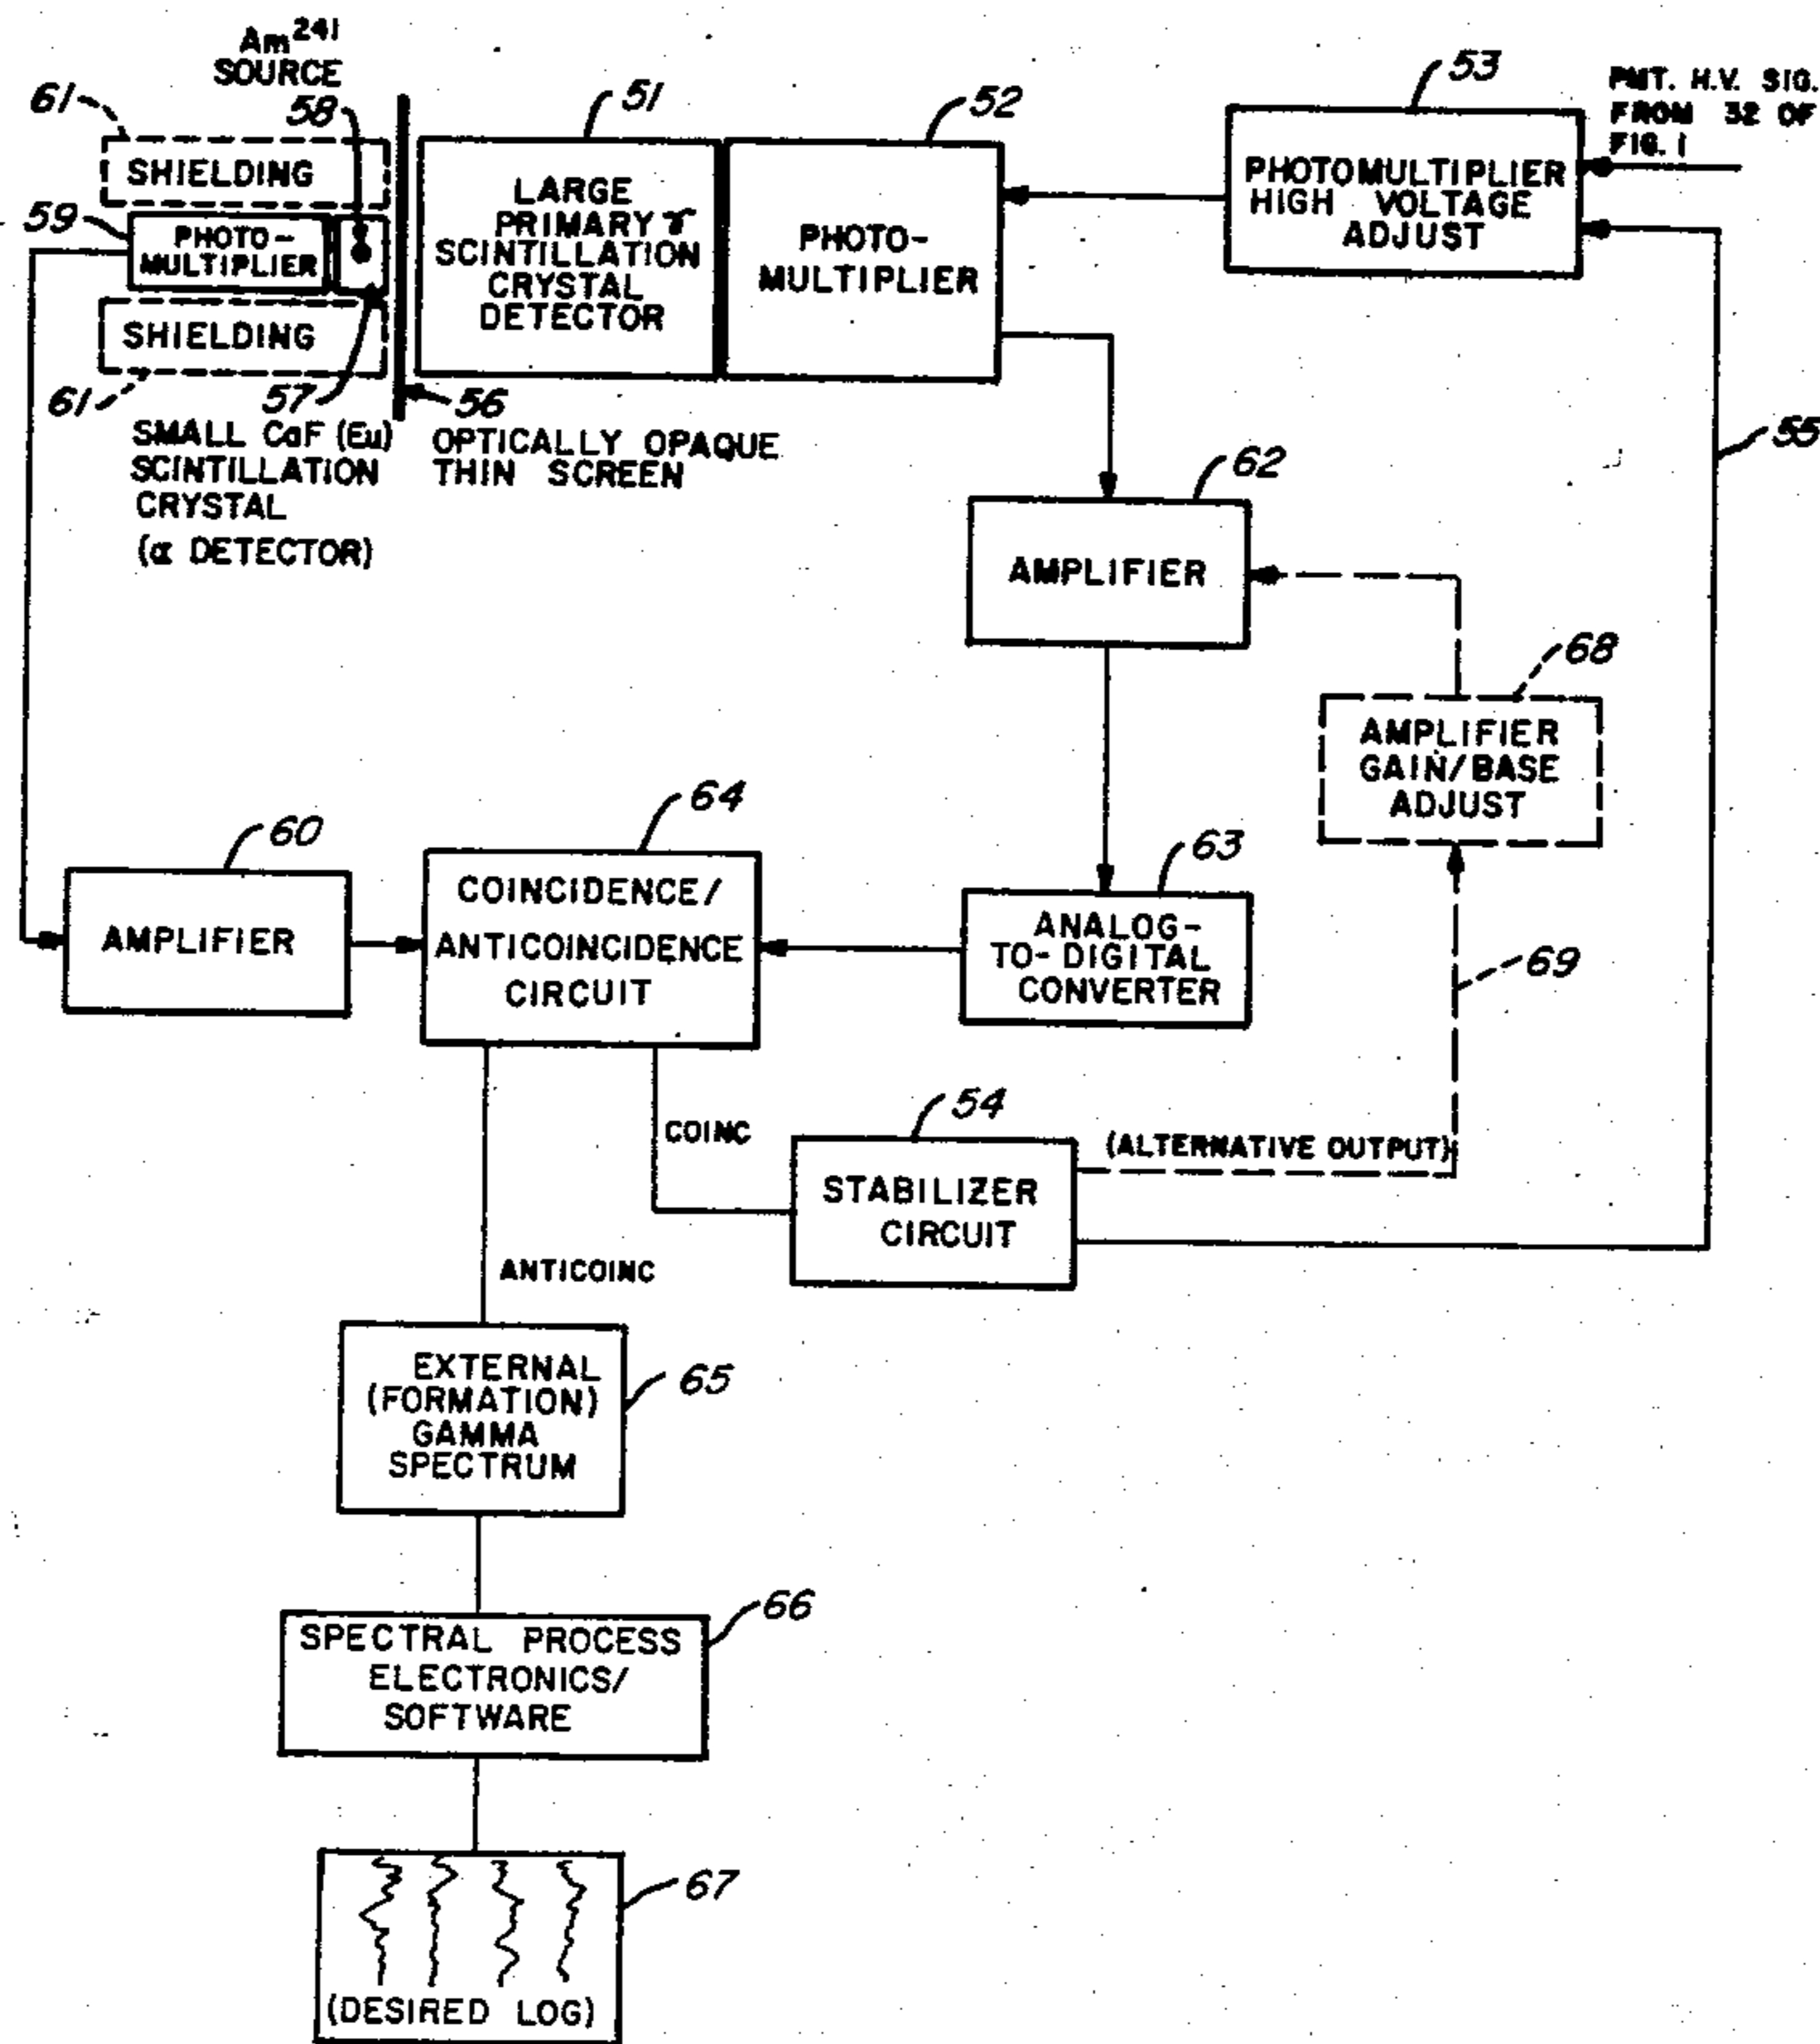 Am241
SOURCE
61
58
51
52
53
PMT. H.V. SIG.
FROM 32 OF
FIG. 1
SHIELDING
59
PHOTO-
MULTIPLIER
SHIELDING
61
57
LARGE
PRIMARY γ
SCINTILLATION
CRYSTAL
DETECTOR
PHOTO-
MULTIPLIER
PHOTOMULTIPLIER
HIGH VOLTAGE
ADJUST
56
SMALL CaF (Eu)
SCINTILLATION
CRYSTAL
(α DETECTOR)
OPTICALLY OPAQUE
THIN SCREEN
55
62
AMPLIFIER
68
AMPLIFIER
GAIN/BASE
ADJUST
60
AMPLIFIER
64
COINCIDENCE/
ANTICOINCIDENCE
CIRCUIT
63
ANALOG-
TO-DIGITAL
CONVERTER
69
COINC
54
STABILIZER
CIRCUIT
(ALTERNATIVE OUTPUT)
ANTICOINC
EXTERNAL
(FORMATION)
GAMMA
SPECTRUM
65
SPECTRAL PROCESS
ELECTRONICS/
SOFTWARE
66
67
(DESIRED LOG)